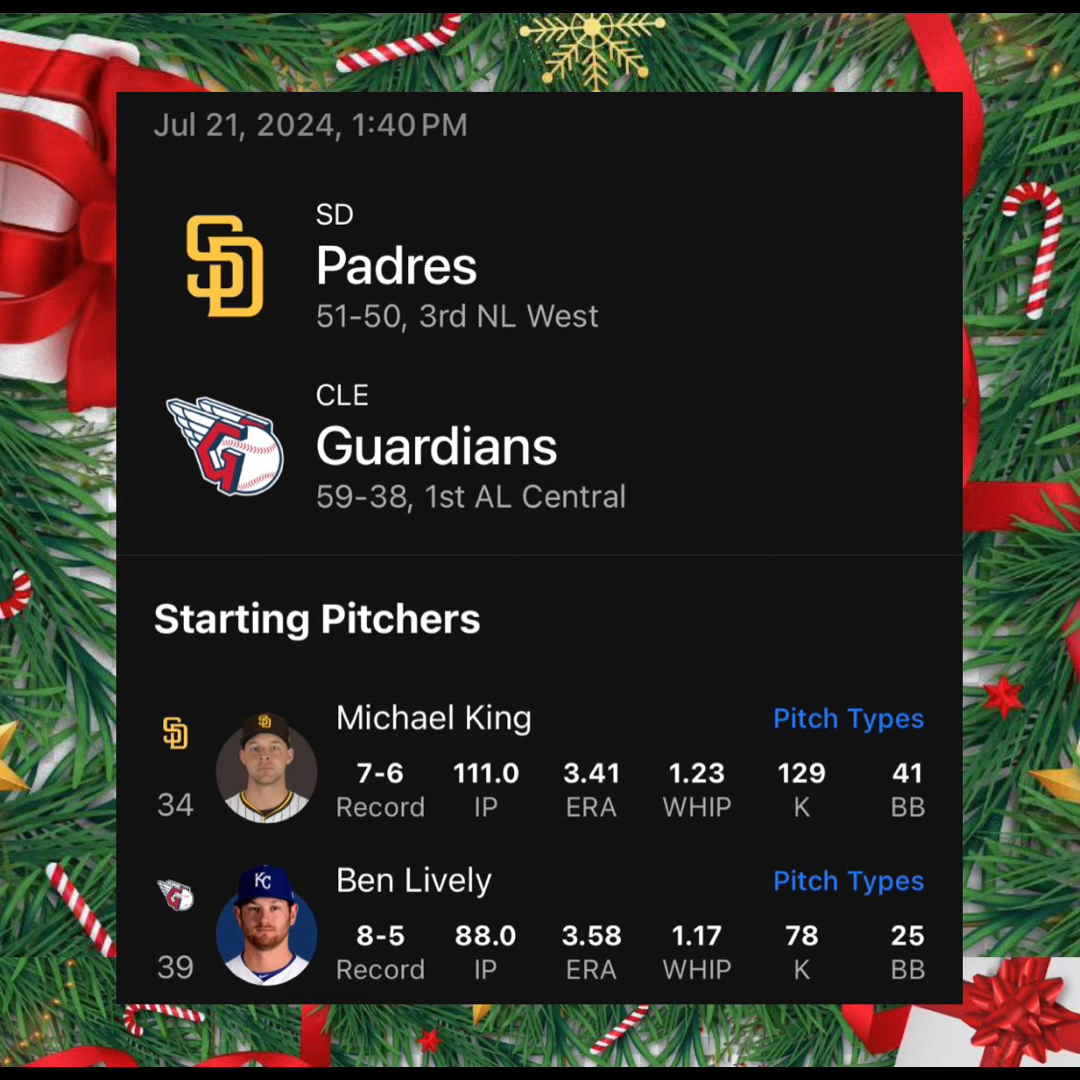 Jul 21, 2024, 1:40 PM
SD
SD
Padres
51-50, 3rd NL West
CLE
Guardians
59-38, 1st AL Central
Starting Pitchers
SD
34
Michael King
Pitch Types
7-6 111.0 3.41 1.23 129 41
Record IP ERA WHIP K BB
39
KC
Ben Lively
Pitch Types
8-5 88.0 3.58 1.17 78 25
Record IP ERA WHIP K BB